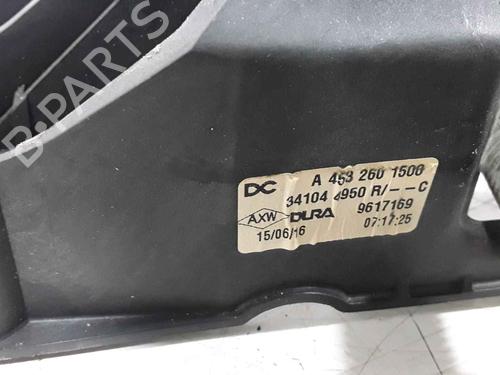 B-PARTS
DC A 453 260 1500
34104 4950 R/--C
AXW DURA 9617169
15/06/16 07:17:25